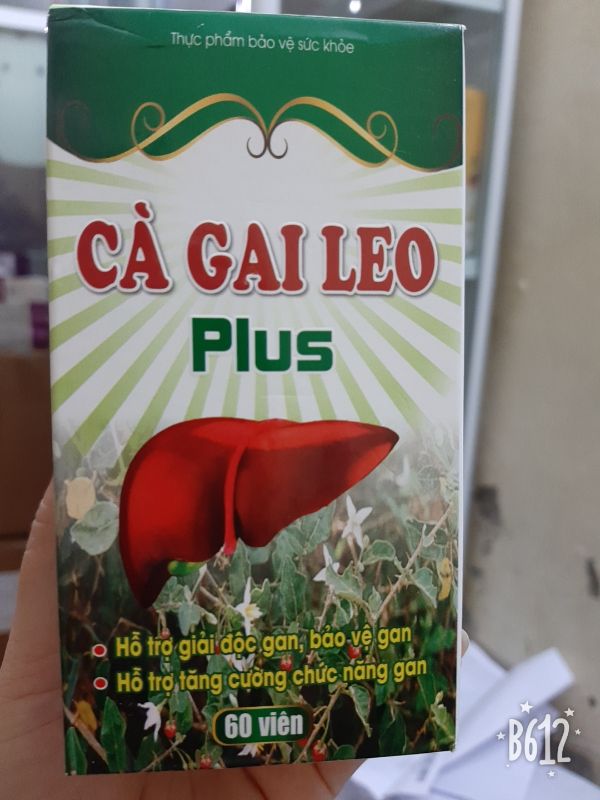 Thực phẩm bảo vệ sức khỏe
CÀ GAI LEO
Plus
Hỗ trợ giải độc gan, bảo vệ gan
Hỗ trợ tăng cường chức năng gan
60 viên
B612